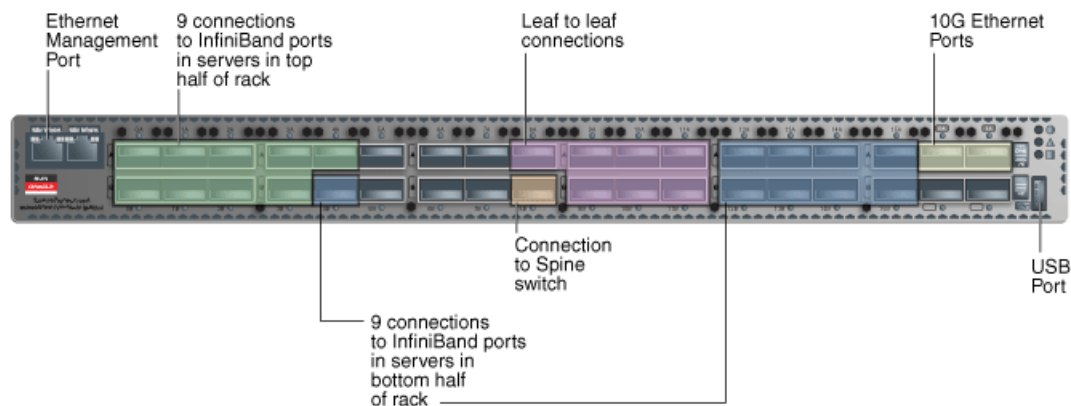 Ethernet
Management
Port
9 connections
to InfiniBand ports
in servers in top
half of rack
Leaf to leaf
connections
10G Ethernet
Ports
Connection
to Spine
switch
USB
Port
9 connections
to InfiniBand ports
in servers in
bottom half
of rack